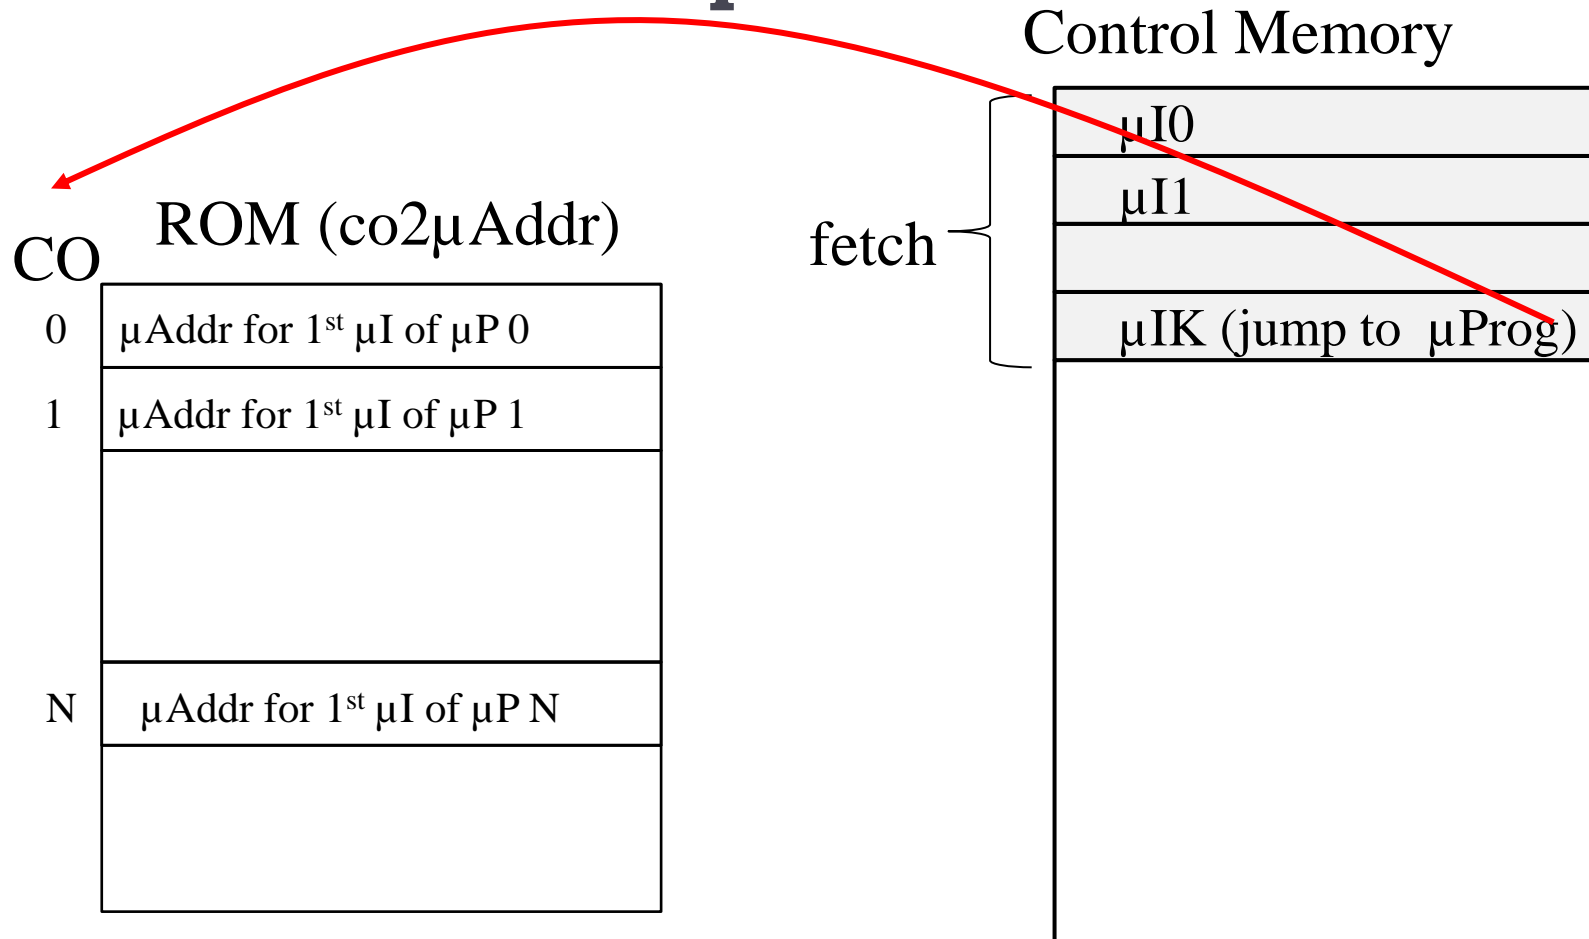 Control Memory
µI0
µI1
fetch
µIK (jump to µProg)
ROM (co2µAddr)
CO
0 µAddr for 1st µI of µP 0
1 µAddr for 1st µI of µP 1
N µAddr for 1st µI of µP N